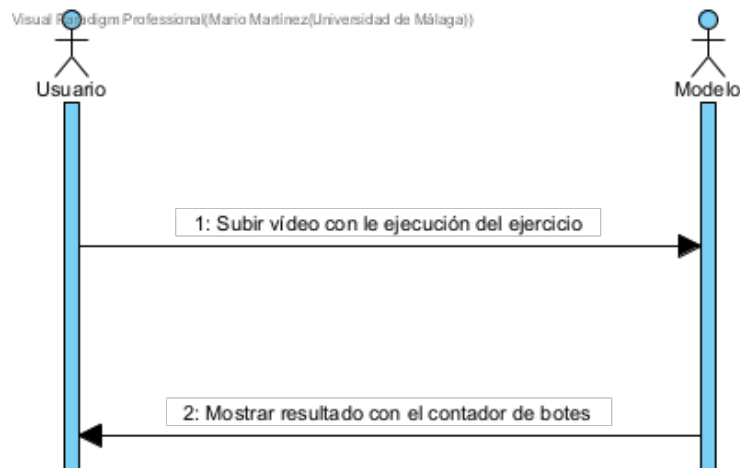 Visual Paradigm Professional(Mario Martínez(Universidad de Málaga))
Usuario
Modelo
1: Subir vídeo con le ejecución del ejercicio
2: Mostrar resultado con el contador de botes